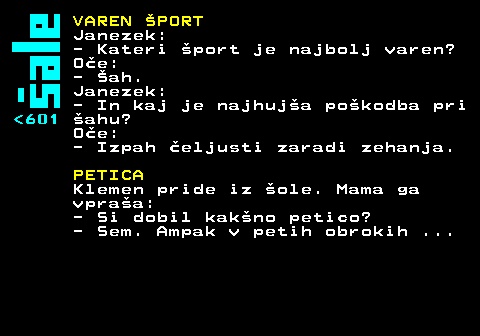 Šale
<601
VAREN ŠPORT
Janezek:
- Kateri šport je najbolj varen?
Oče:
- Šah.
Janezek:
- In kaj je najhujša poškodba pri
šahu?
Oče:
- Izpah čeljusti zaradi zehanja.
PETICA
Klemen pride iz šole. Mama ga
vpraša:
- Si dobil kakšno petico?
- Sem. Ampak v petih obrokih ...